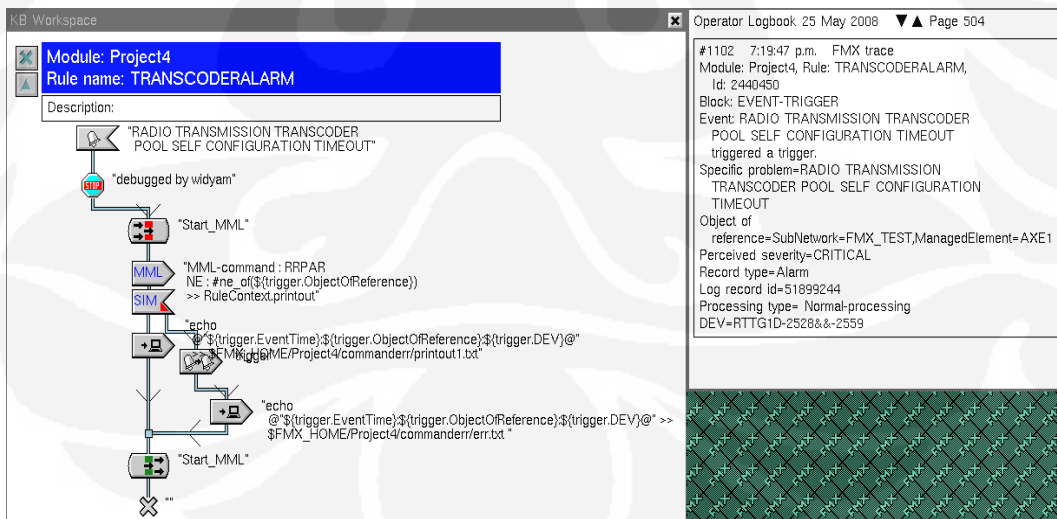 KB Workspace
Module: Project4
Rule name: TRANSCODERALARM
Description:
"RADIO TRANSMISSION TRANSCODER
POOL SELF CONFIGURATION TIMEOUT"
STOP
"debugged by widyam"
"Start_MML"
MML
"MML-command : RRPAR
NE : #ne_of(${trigger.ObjectOfReference})
>> RuleContext.printout"
SIM
"echo
@"${trigger.EventTime}:${trigger.ObjectOfReference}:${trigger.DEV}@"
$FMX_HOME/Project4/commanderr/printout1.txt"
trigger
"echo
@"${trigger.EventTime}:${trigger.ObjectOfReference}:${trigger.DEV}@" >>
$FMX_HOME/Project4/commanderr/err.txt "
"Start_MML"
""
Operator Logbook 25 May 2008 ▼ ▲ Page 504
#1102 7:19:47 p.m. FMX trace
Module: Project4, Rule: TRANSCODERALARM,
Id: 2440450
Block: EVENT-TRIGGER
Event: RADIO TRANSMISSION TRANSCODER
POOL SELF CONFIGURATION TIMEOUT
triggered a trigger.
Specific problem=RADIO TRANSMISSION
TRANSCODER POOL SELF CONFIGURATION
TIMEOUT
Object of
reference=SubNetwork=FMX_TEST,ManagedElement=AXE1
Perceived severity=CRITICAL
Record type=Alarm
Log record id=51899244
Processing type= Normal-processing
DEV=RTTG1D-2528&&-2559